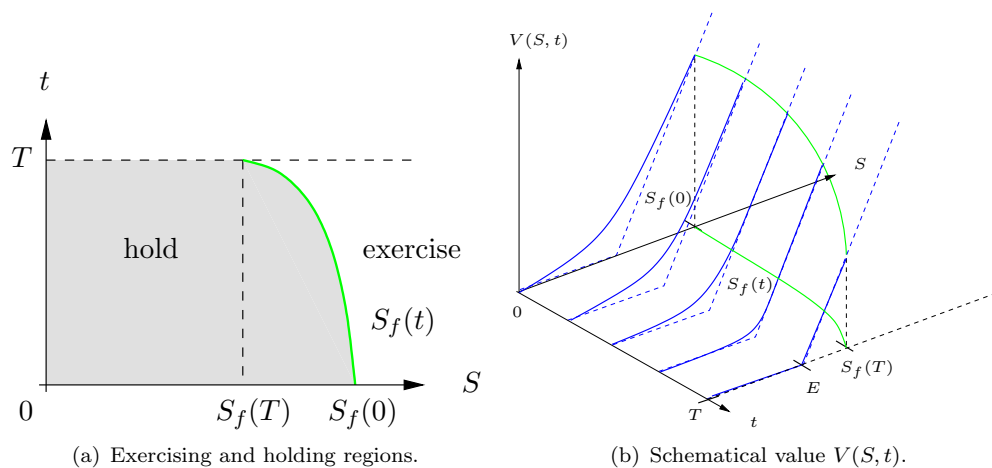 t
T
hold
exercise
S_f(t)
0
S_f(T)
S_f(0)
S
(a) Exercising and holding regions.
V(S, t)
S
S_f(0)
S_f(t)
0
S_f(T)
E
T
t
(b) Schematical value V(S, t).